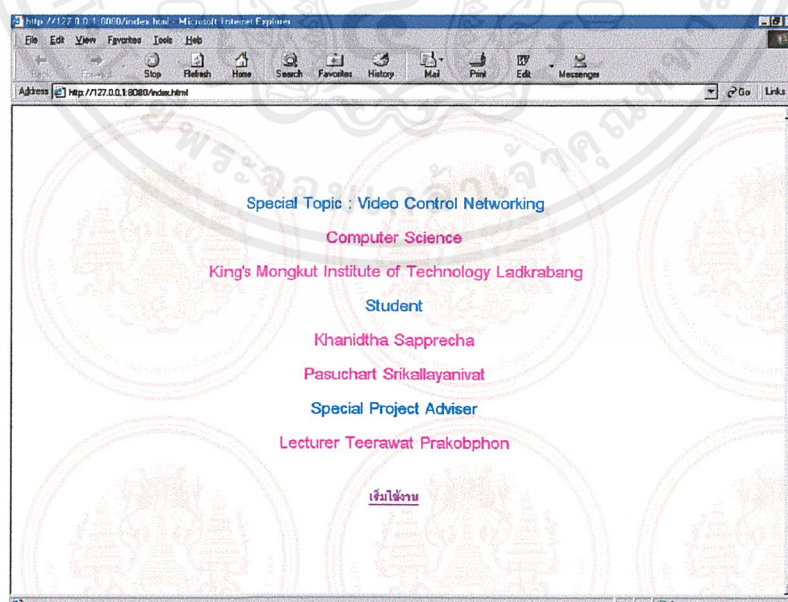 http://127.0.0.1:8080/index.html - Microsoft Internet Explorer
File Edit View Favorites Tools Help
Back Forward Stop Refresh Home Search Favorites History Mail Print Edit Messenger
Address http://127.0.0.1:8080/index.html Go Links
Special Topic : Video Control Networking
Computer Science
King's Mongkut Institute of Technology Ladkrabang
Student
Khanidtha Sapprecha
Pasuchart Srikallayanivat
Special Project Adviser
Lecturer Teerawat Prakobphon
เริ่มใช้งาน